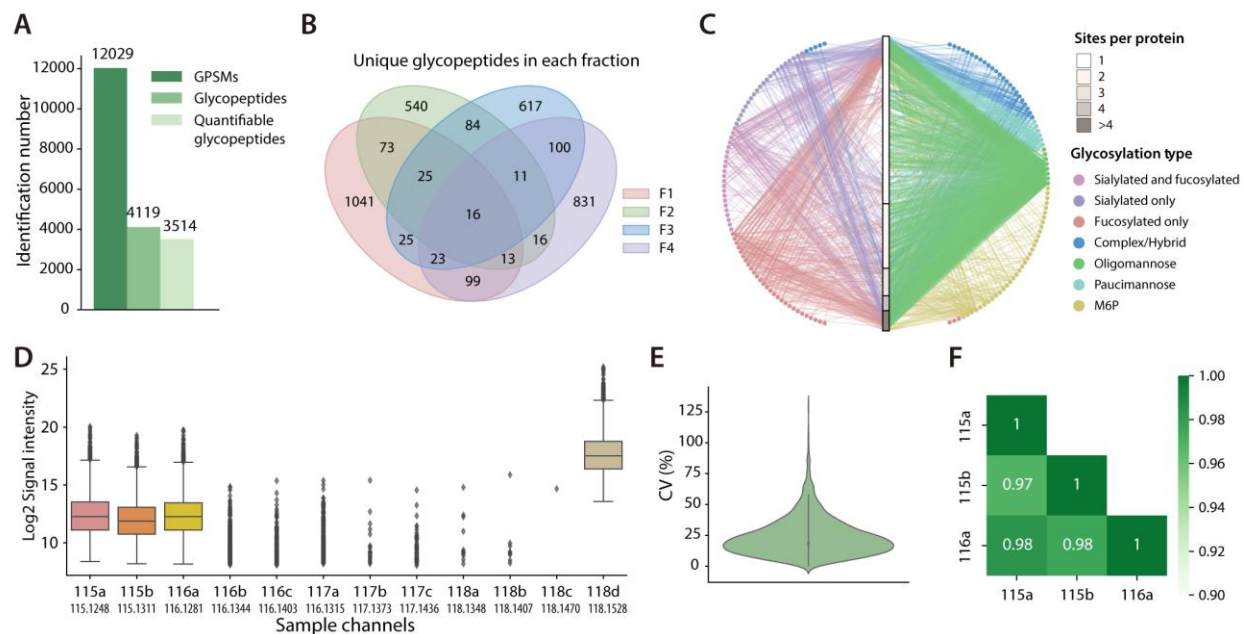 A
12029
12000
10000
8000
6000
4000
2000
0
Identification number
4119
3514
GPSMs
Glycopeptides
Quantifiable
glycopeptides
B
Unique glycopeptides in each fraction
540
617
84
73
100
25
11
1041
16
831
25
16
23
13
99
F1
F2
F3
F4
C
Sites per protein
1
2
3
4
>4
Glycosylation type
Sialylated and fucosylated
Sialylated only
Fucosylated only
Complex/Hybrid
Oligomannose
Paucimannose
M6P
D
Log2 Signal intensity
25
20
15
10
115a 115b 116a 116b 116c 117a 117b 117c 118a 118b 118c 118d
115.1248 115.1311 116.1281 116.1344 116.1403 116.1315 117.1373 117.1436 118.1348 118.1407 118.1470 118.1528
Sample channels
E
CV (%)
125
100
75
50
25
0
F
115a
115b
116a
1
0.97 1
0.98 0.98 1
115a 115b 116a
1.00
0.98
0.96
0.94
0.92
0.90